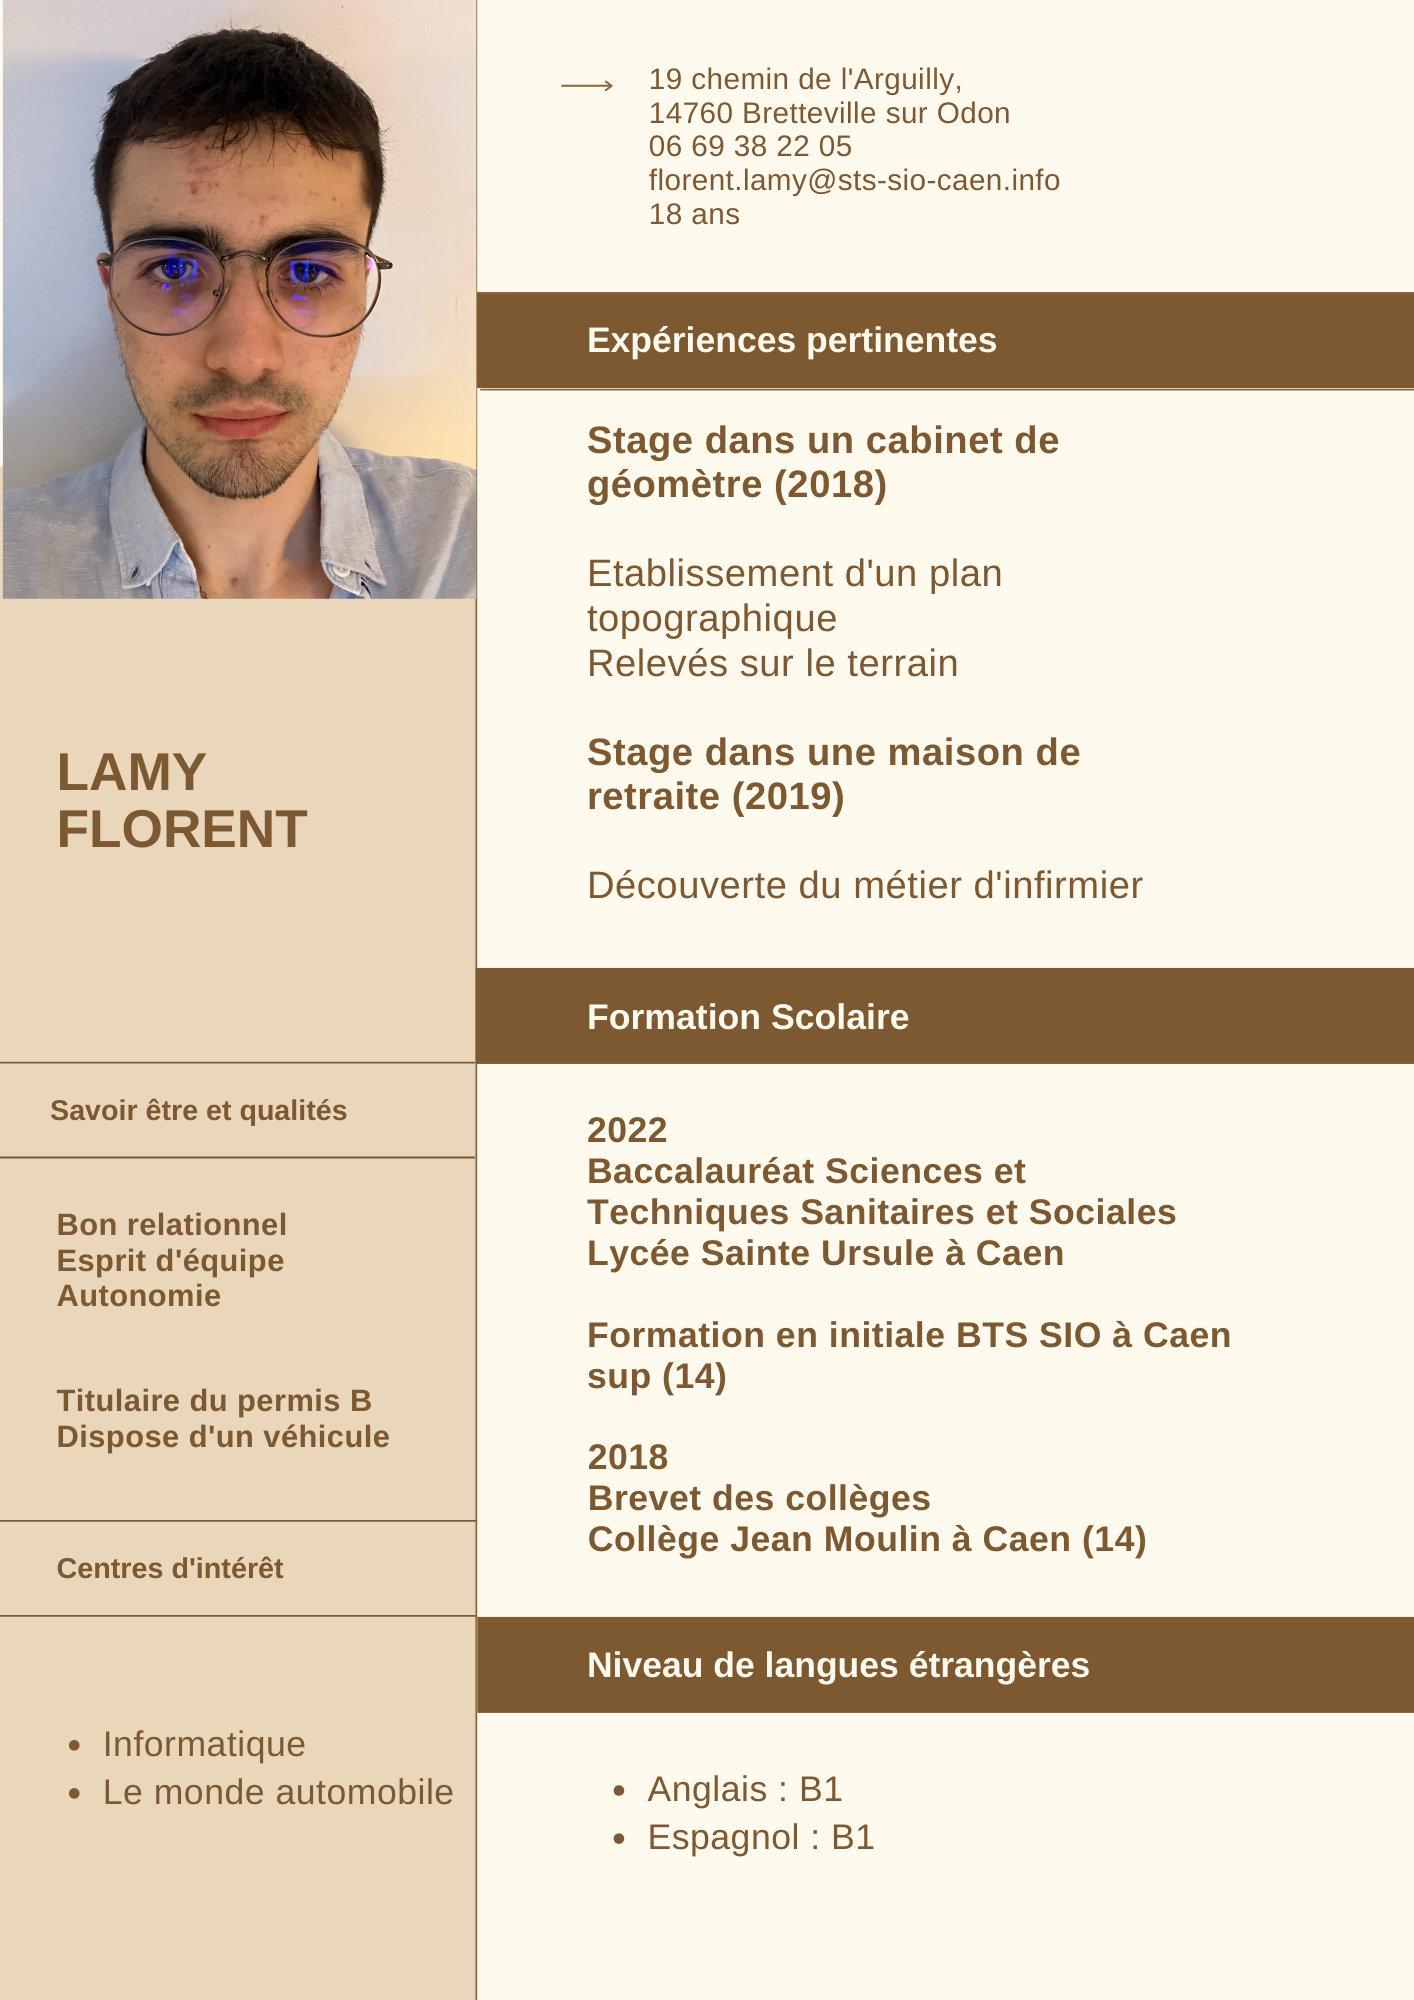 19 chemin de l'Arguilly,
14760 Bretteville sur Odon
06 69 38 22 05
florent.lamy@sts-sio-caen.info
18 ans
LAMY
FLORENT
Savoir être et qualités
Bon relationnel
Esprit d'équipe
Autonomie
Titulaire du permis B
Dispose d'un véhicule
Centres d'intérêt
• Informatique
• Le monde automobile
Expériences pertinentes
Stage dans un cabinet de
géomètre (2018)
Etablissement d'un plan
topographique
Relevés sur le terrain
Stage dans une maison de
retraite (2019)
Découverte du métier d'infirmier
Formation Scolaire
2022
Baccalauréat Sciences et
Techniques Sanitaires et Sociales
Lycée Sainte Ursule à Caen
Formation en initiale BTS SIO à Caen
sup (14)
2018
Brevet des collèges
Collège Jean Moulin à Caen (14)
Niveau de langues étrangères
• Anglais : B1
• Espagnol : B1